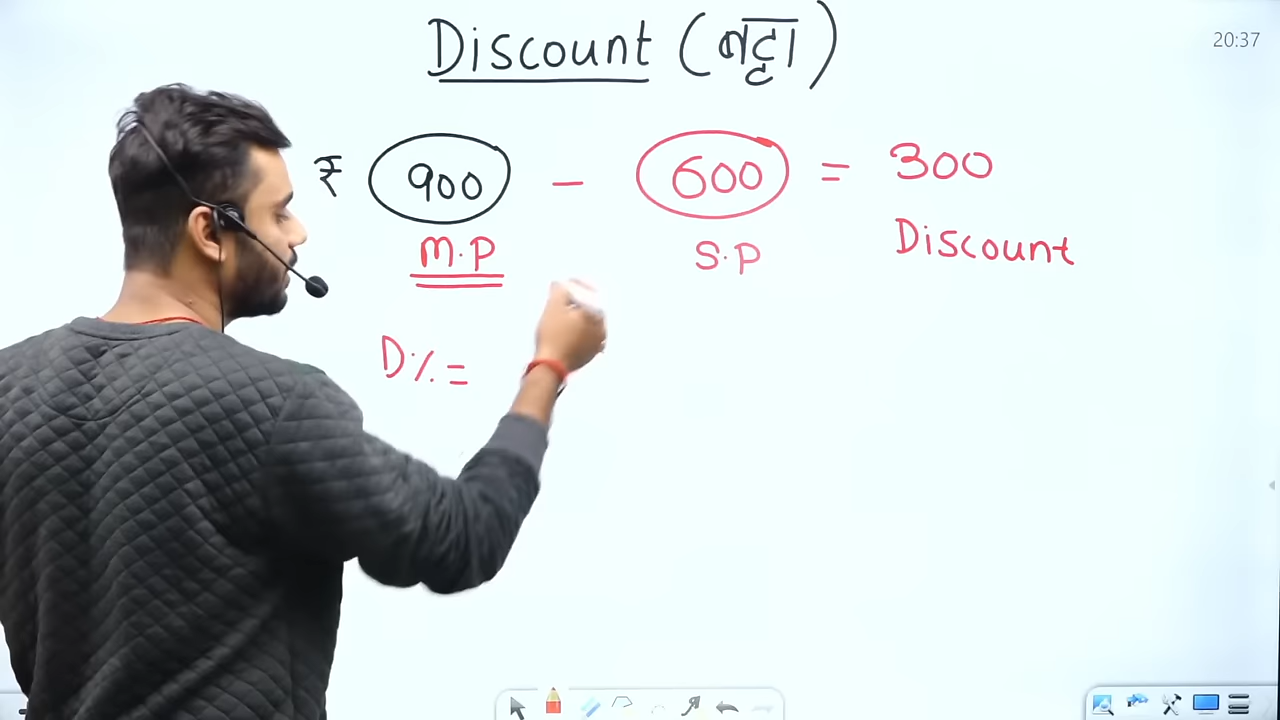 Discount (बट्टा)
20:37
₹ 900 - 600 = 300
M.P S.P Discount
D%=